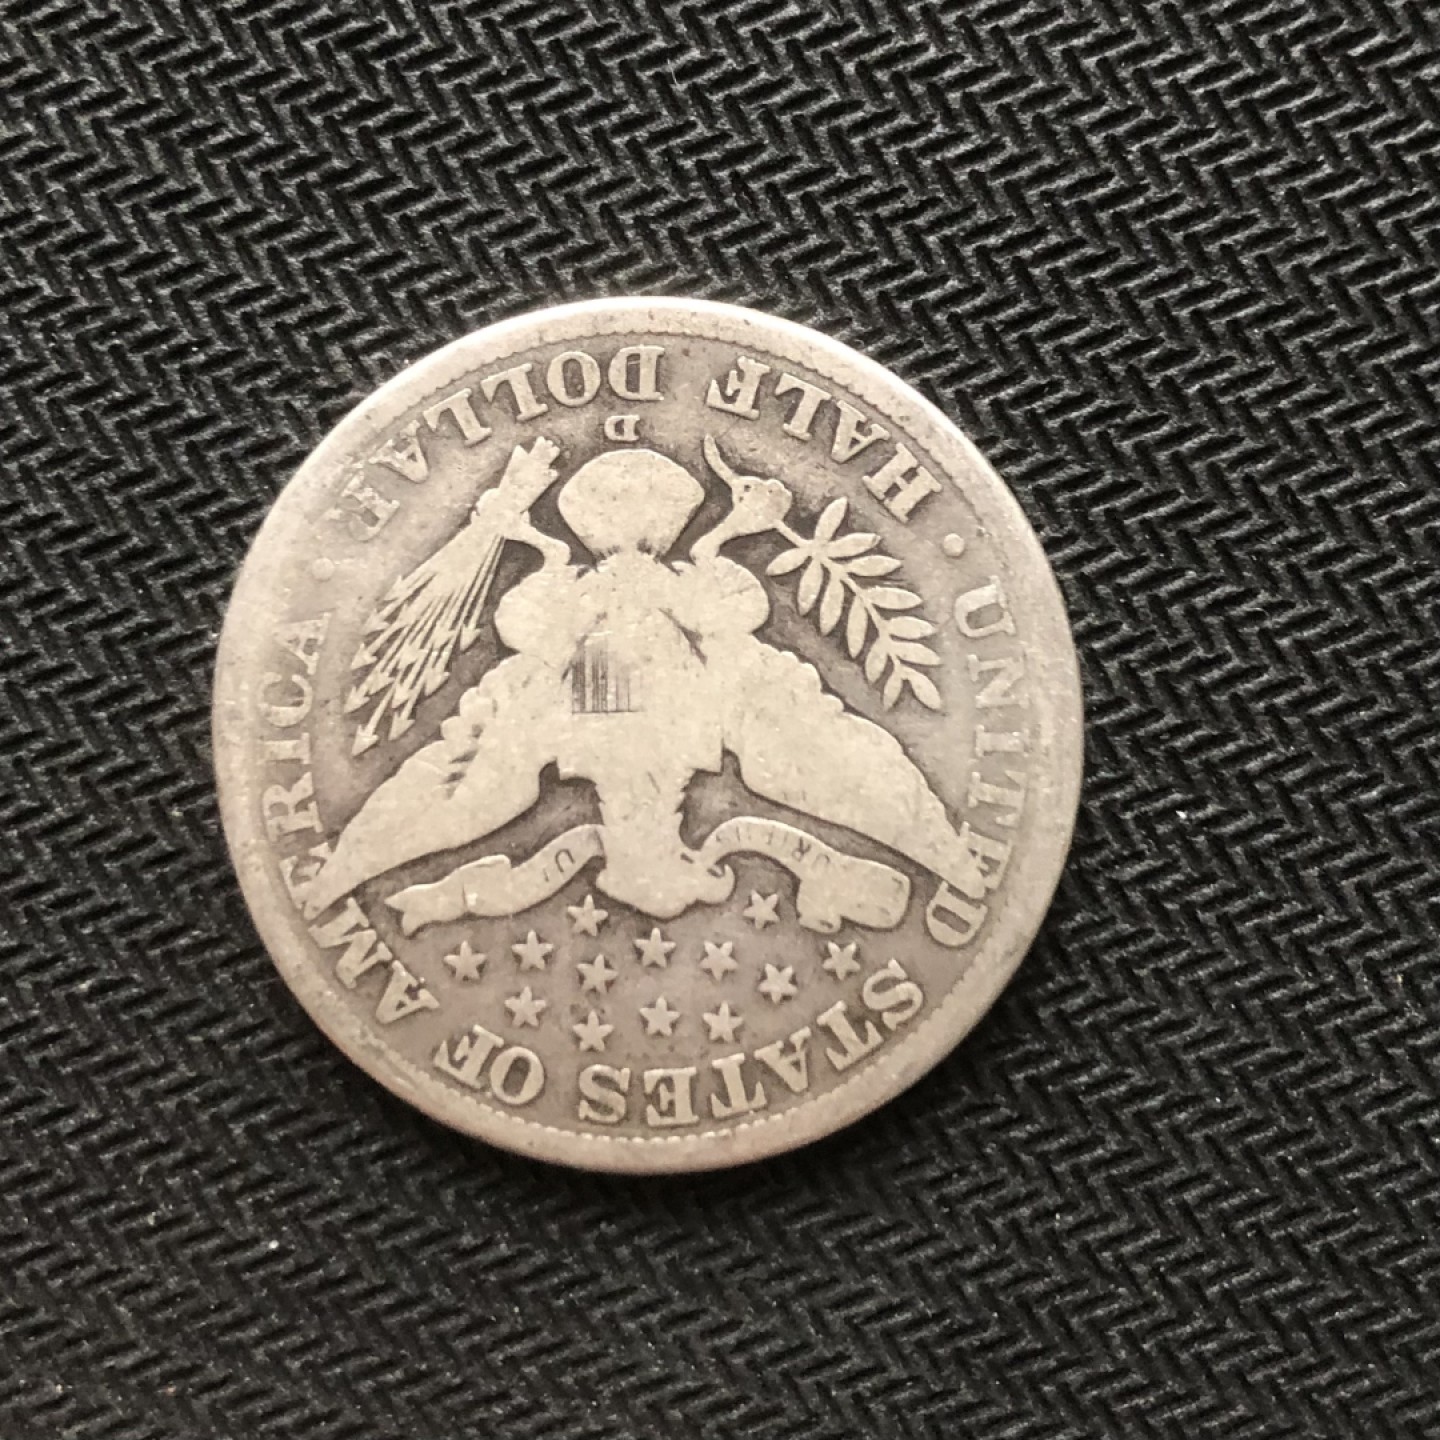 UNITED STATES OF AMERICA
HALF DOLLAR
D